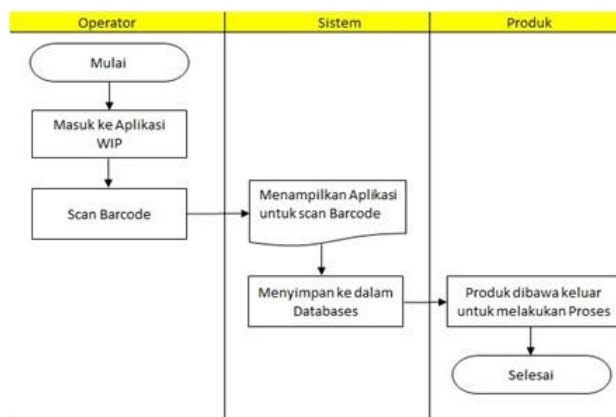 Operator
Sistem
Produk
Mulai
Masuk ke Aplikasi
WIP
Scan Barcode
Menampilkan Aplikasi
untuk scan Barcode
Menyimpan ke dalam
Databases
Produk dibawa keluar
untuk melakukan Proses
Selesai